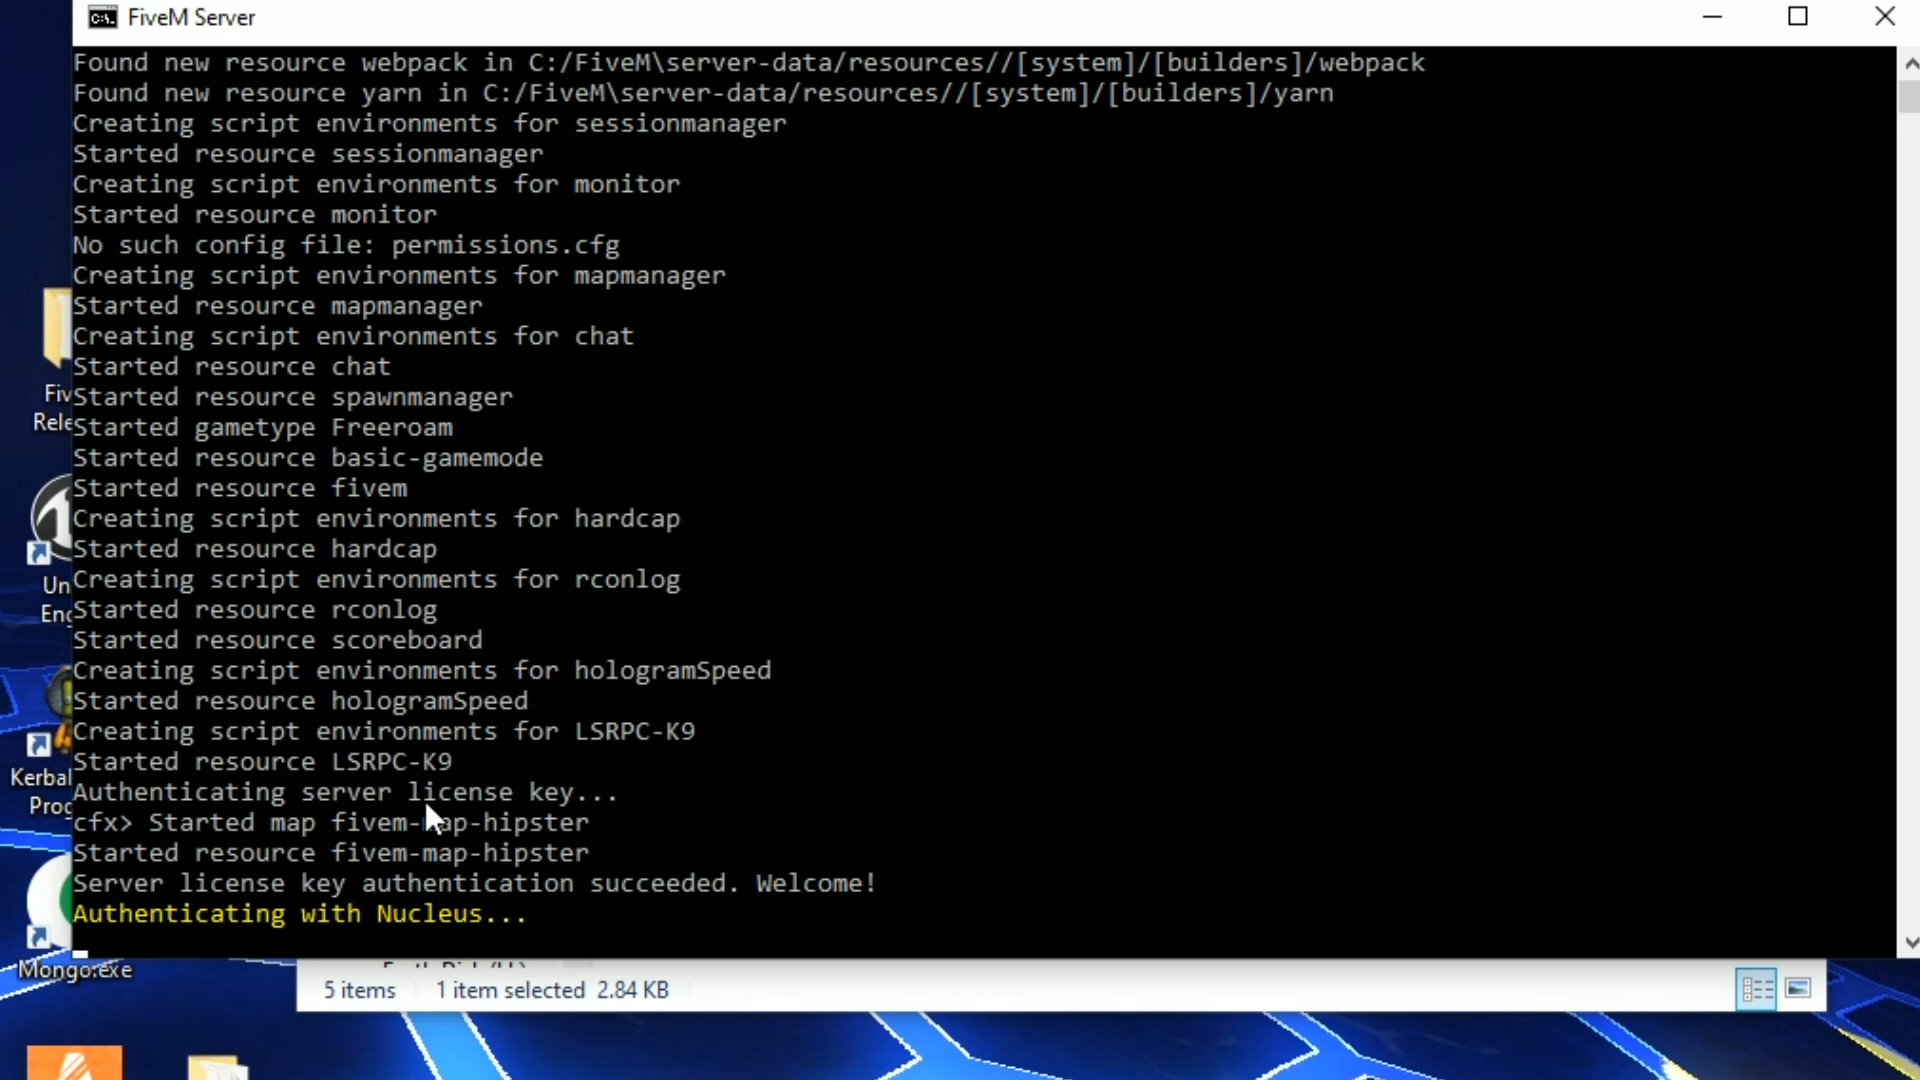 FiveM Server
Found new resource webpack in C:/FiveM\server-data/resources//[system]/[builders]/webpack
Found new resource yarn in C:/FiveM\server-data/resources//[system]/[builders]/yarn
Creating script environments for sessionmanager
Started resource sessionmanager
Creating script environments for monitor
Started resource monitor
No such config file: permissions.cfg
Creating script environments for mapmanager
Started resource mapmanager
Creating script environments for chat
Started resource chat
Started resource spawnmanager
Started gametype Freeroam
Started resource basic-gamemode
Started resource fivem
Creating script environments for hardcap
Started resource hardcap
Creating script environments for rconlog
Started resource rconlog
Started resource scoreboard
Creating script environments for hologramSpeed
Started resource hologramSpeed
Creating script environments for LSRPC-K9
Started resource LSRPC-K9
Authenticating server license key...
cfx> Started map fivem-map-hipster
Started resource fivem-map-hipster
Server license key authentication succeeded. Welcome!
Authenticating with Nucleus...
Fiv
Rele
Un
Eng
Kerbal
Prog
Mongo.exe
5 items 1 item selected 2.84 KB